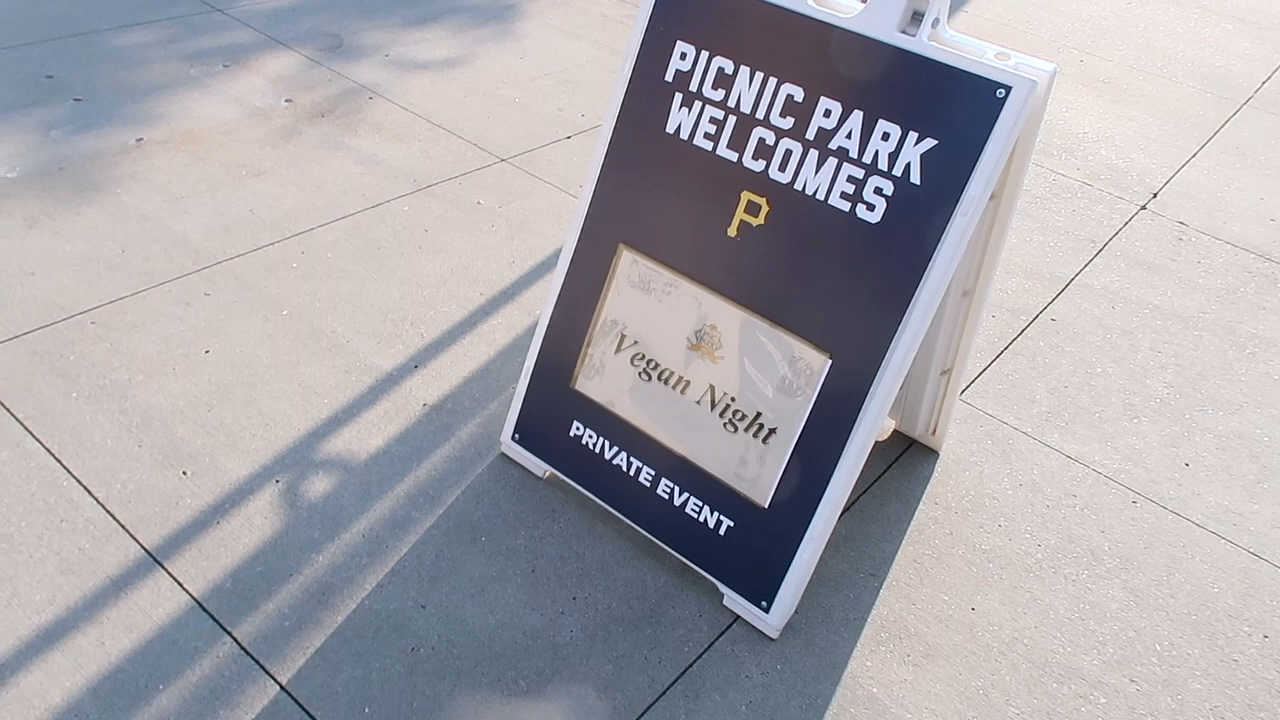 PICNIC PARK
WELCOMES
P
Vegan Night
PRIVATE EVENT